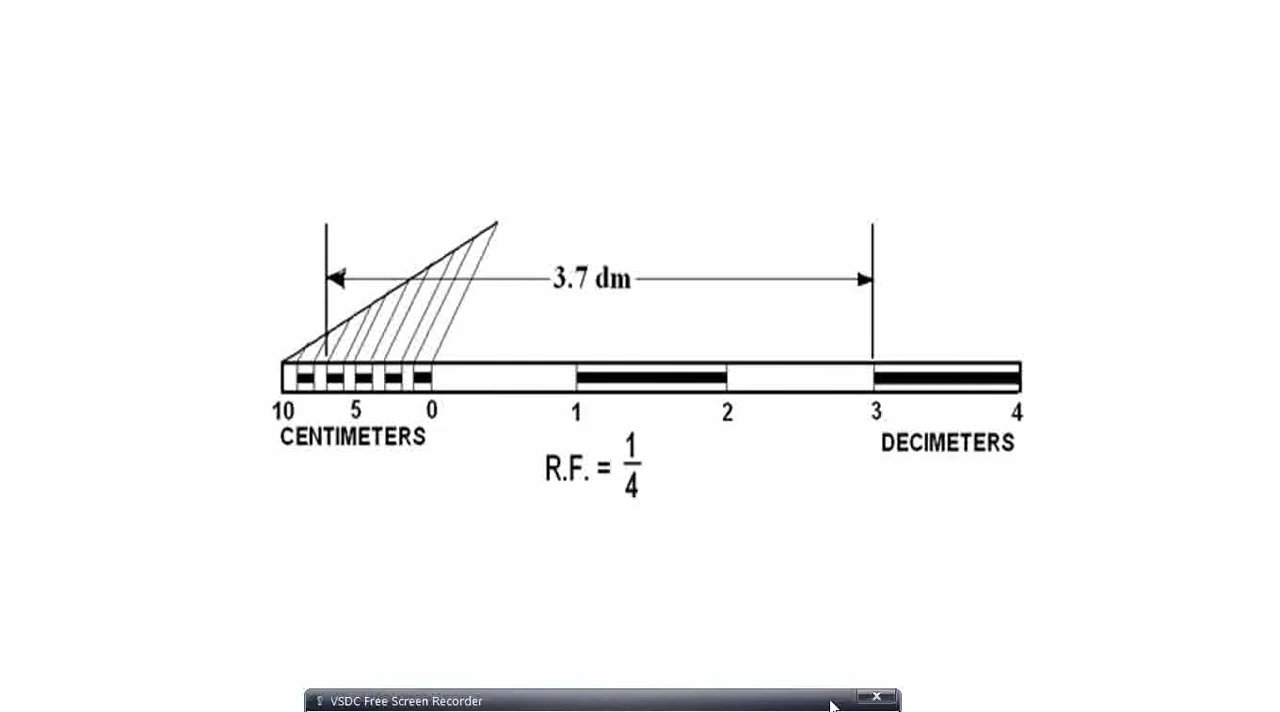 3.7 dm
10 5 0 1 2 3 4
CENTIMETERS
DECIMETERS
R.F. = 1/4
VSDC Free Screen Recorder